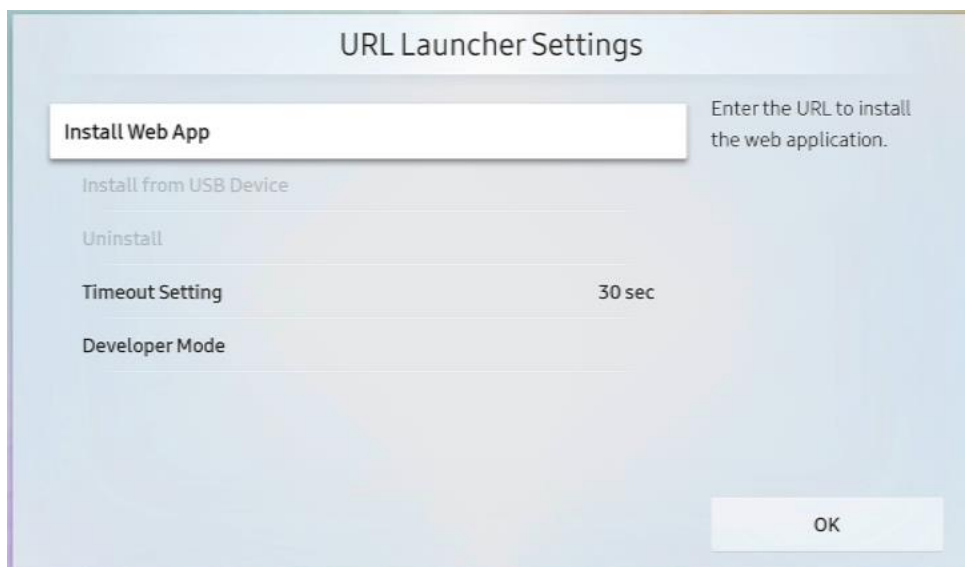 URL Launcher Settings
Install Web App
Enter the URL to install
the web application.
Install from USB Device
Uninstall
Timeout Setting 30 sec
Developer Mode
OK